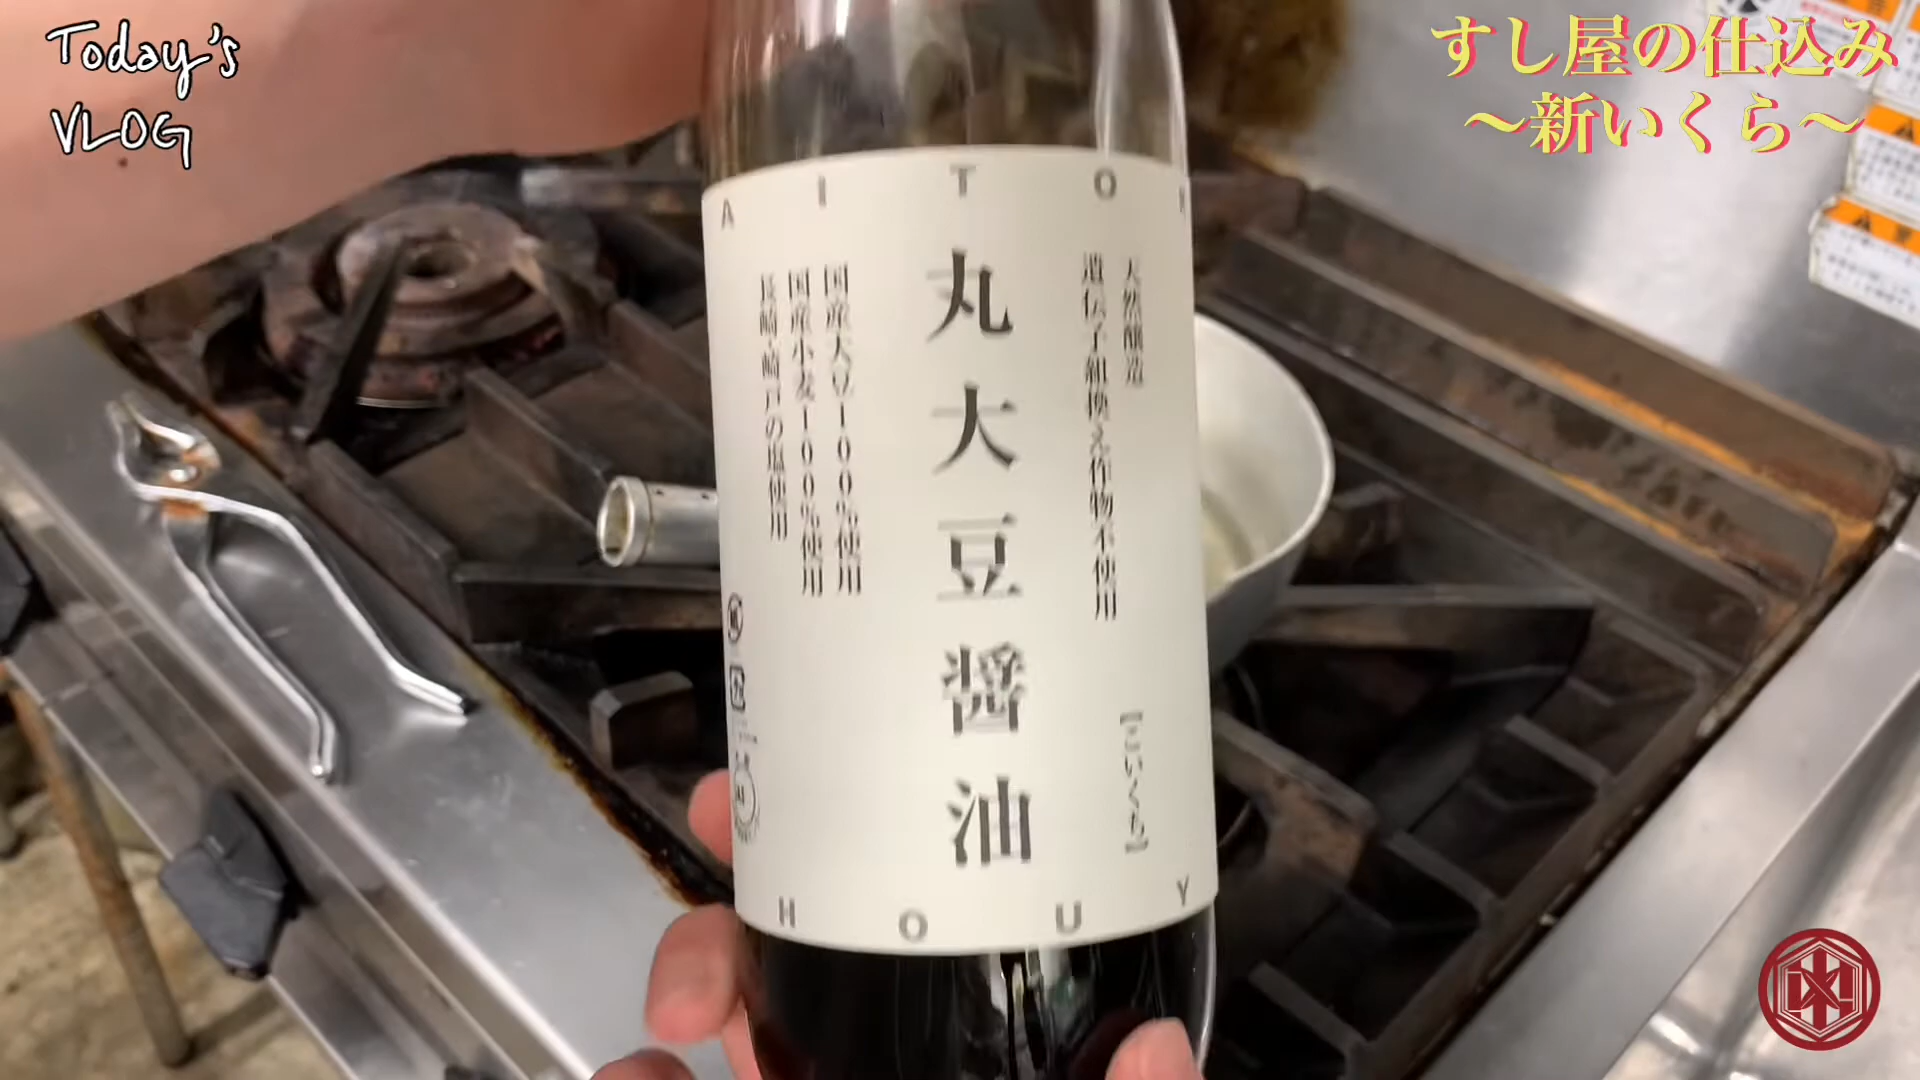 Today's
VLOG
すし屋の仕込み
〜新いくら〜
A I T O
天然醸造
遺伝子組換え作物不使用
【こいくち】
丸大豆醤油
国産大豆100%使用
国産小麦100%使用
長崎・崎戸の塩使用
H O U Y